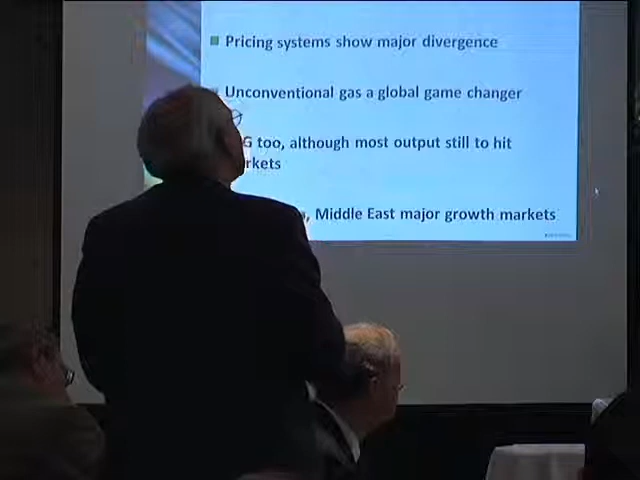 Pricing systems show major divergence
Unconventional gas a global game changer
G too, although most output still to hit
rkets
, Middle East major growth markets